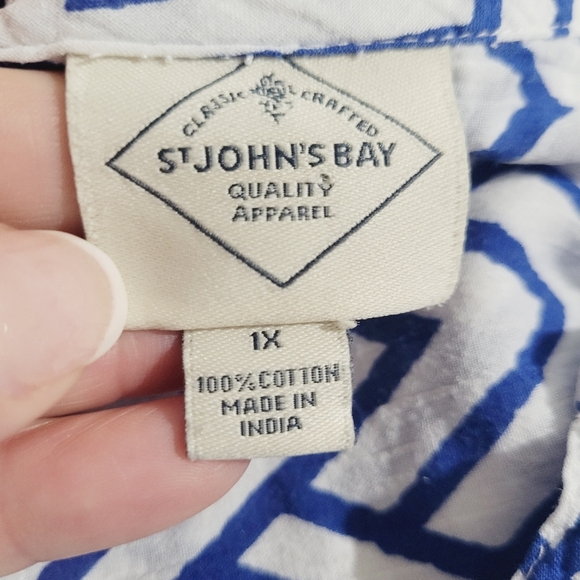 CLASSIC CRAFTED
ST JOHN'S BAY
QUALITY
APPAREL
1X
100% COTTON
MADE IN
INDIA